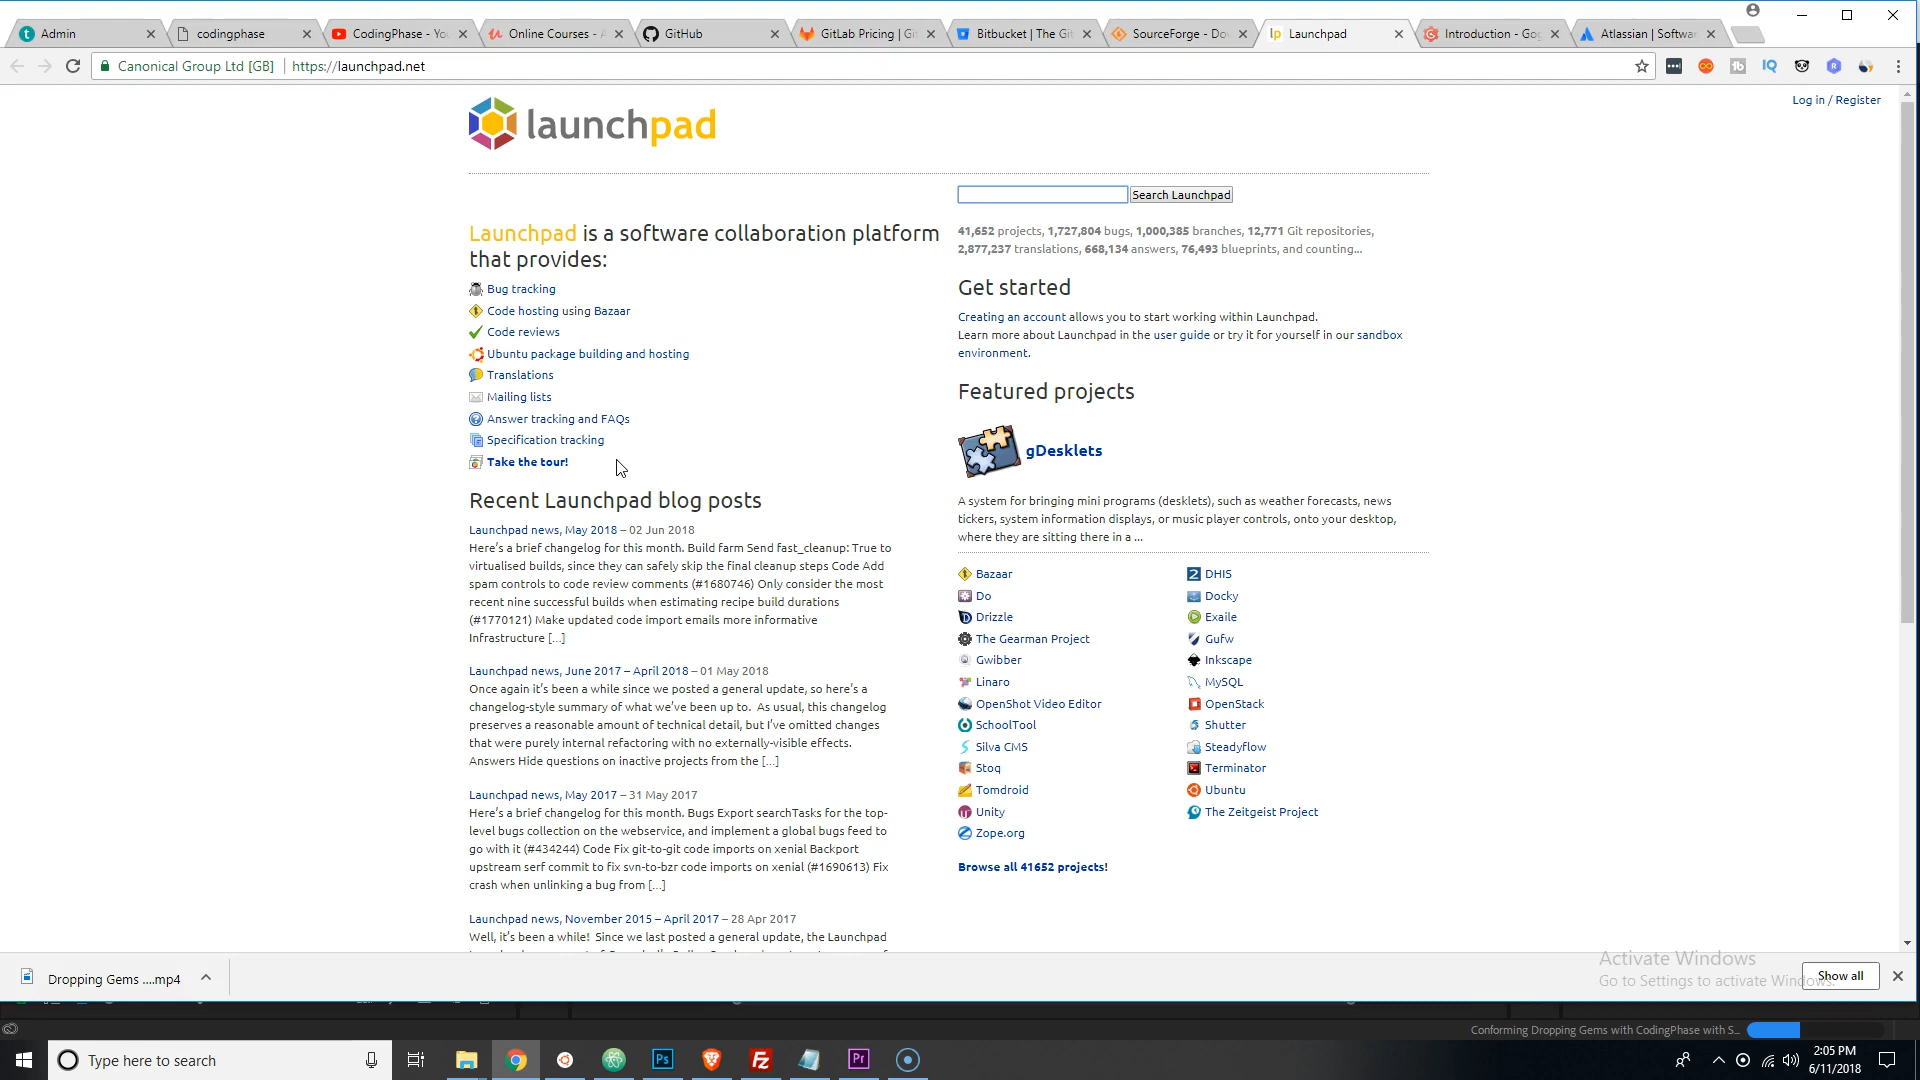 Admin
codingphase
CodingPhase - Yo
Online Courses - A
GitHub
GitLab Pricing | Git
Bitbucket | The Git
SourceForge - Do
Launchpad
Introduction - Gog
Atlassian | Softwa
Canonical Group Ltd [GB]
https://launchpad.net
Log in / Register
launchpad
Search Launchpad
Launchpad is a software collaboration platform
that provides:
Bug tracking
Code hosting using Bazaar
Code reviews
Ubuntu package building and hosting
Translations
Mailing lists
Answer tracking and FAQs
Specification tracking
Take the tour!
Recent Launchpad blog posts
Launchpad news, May 2018 – 02 Jun 2018
Here's a brief changelog for this month. Build farm Send fast_cleanup: True to
virtualised builds, since they can safely skip the final cleanup steps Code Add
spam controls to code review comments (#1680746) Only consider the most
recent nine successful builds when estimating recipe build durations
(#1770121) Make updated code import emails more informative
Infrastructure [...]
Launchpad news, June 2017 – April 2018 – 01 May 2018
Once again it's been a while since we posted a general update, so here's a
changelog-style summary of what we've been up to.  As usual, this changelog
preserves a reasonable amount of technical detail, but I've omitted changes
that were purely internal refactoring with no externally-visible effects.
Answers Hide questions on inactive projects from the [...]
Launchpad news, May 2017 – 31 May 2017
Here's a brief changelog for this month. Bugs Export searchTasks for the top-
level bugs collection on the webservice, and implement a global bugs feed to
go with it (#434244) Code Fix git-to-git code imports on xenial Backport
upstream serf commit to fix svn-to-bzr code imports on xenial (#1690613) Fix
crash when unlinking a bug from [...]
Launchpad news, November 2015 – April 2017 – 28 Apr 2017
Well, it's been a while!  Since we last posted a general update, the Launchpad
41,652 projects, 1,727,804 bugs, 1,000,385 branches, 12,771 Git repositories,
2,877,237 translations, 668,134 answers, 76,493 blueprints, and counting...
Get started
Creating an account allows you to start working within Launchpad.
Learn more about Launchpad in the user guide or try it for yourself in our sandbox
environment.
Featured projects
gDesklets
A system for bringing mini programs (desklets), such as weather forecasts, news
tickers, system information displays, or music player controls, onto your desktop,
where they are sitting there in a ...
Bazaar
Do
Drizzle
The Gearman Project
Gwibber
Linaro
OpenShot Video Editor
SchoolTool
Silva CMS
Stoq
Tomdroid
Unity
Zope.org
DHIS
Docky
Exaile
Gufw
Inkscape
MySQL
OpenStack
Shutter
Steadyflow
Terminator
Ubuntu
The Zeitgeist Project
Browse all 41652 projects!
Activate Windows
Go to Settings to activate Windows.
Dropping Gems ....mp4
Show all
Conforming Dropping Gems with CodingPhase with S...
Type here to search
2:05 PM
6/11/2018